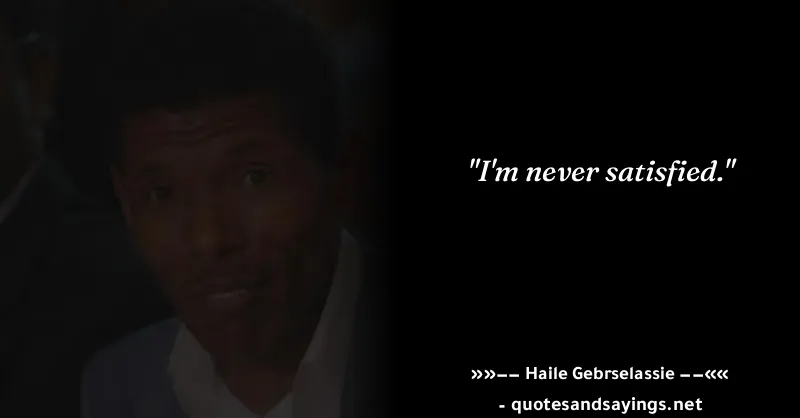 "I'm never satisfied."
»»–– Haile Gebrselassie ––««
- quotesandsayings.net